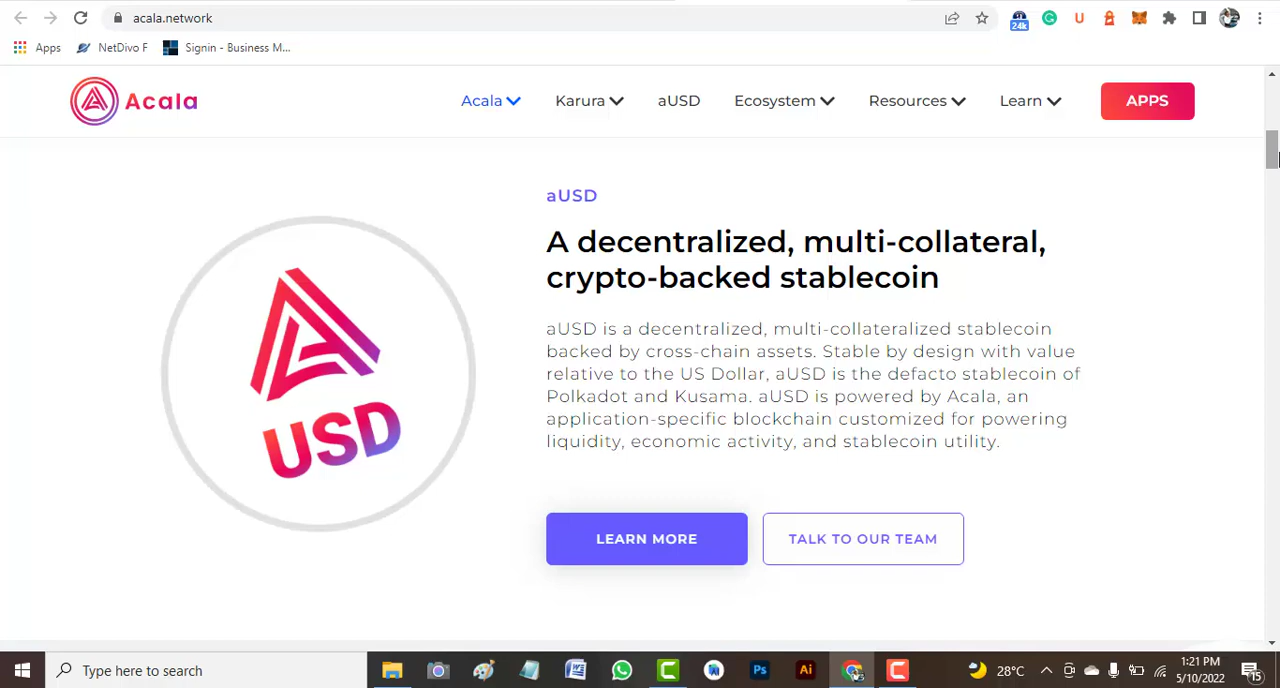 acala.network
24k
Apps
NetDivo F
Signin - Business M...
Acala
Acala
Karura
aUSD
Ecosystem
Resources
Learn
APPS
aUSD
A decentralized, multi-collateral,
crypto-backed stablecoin
aUSD is a decentralized, multi-collateralized stablecoin
backed by cross-chain assets. Stable by design with value
relative to the US Dollar, aUSD is the defacto stablecoin of
Polkadot and Kusama. aUSD is powered by Acala, an
application-specific blockchain customized for powering
liquidity, economic activity, and stablecoin utility.
USD
LEARN MORE
TALK TO OUR TEAM
Type here to search
Ps
Ai
28°C
1:21 PM
5/10/2022
15